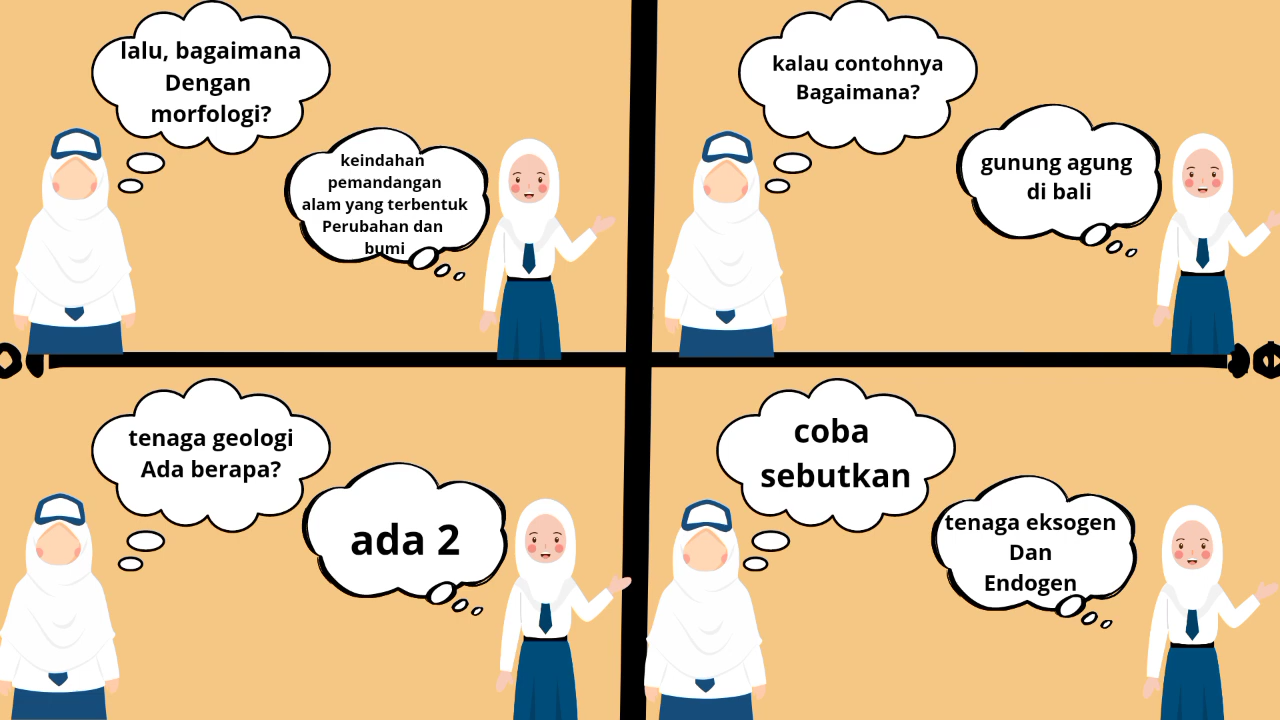 lalu, bagaimana
Dengan
morfologi?
keindahan
pemandangan
alam yang terbentuk
Perubahan dan
bumi
kalau contohnya
Bagaimana?
gunung agung
di bali
tenaga geologi
Ada berapa?
ada 2
coba
sebutkan
tenaga eksogen
Dan
Endogen